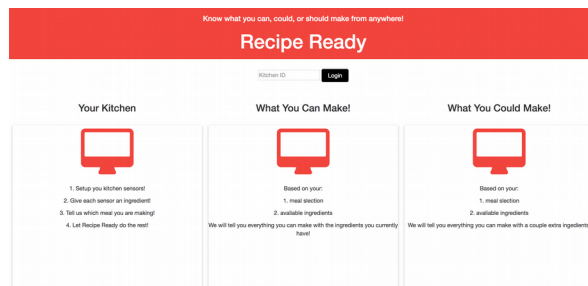 Know what you can, could, or should make from anywhere!
Recipe Ready
Kitchen ID
Login
Your Kitchen
1. Setup you kitchen sensors!
2. Give each sensor an ingredient!
3. Tell us which meal you are making!
4. Let Recipe Ready do the rest!
What You Can Make!
Based on your:
1. meal slection
2. avaliable ingredients
We will tell you everything you can make with the ingredients you currently
have!
What You Could Make!
Based on your:
1. meal slection
2. avaliable ingredients
We will tell you everything you can make with a couple extra ingedients